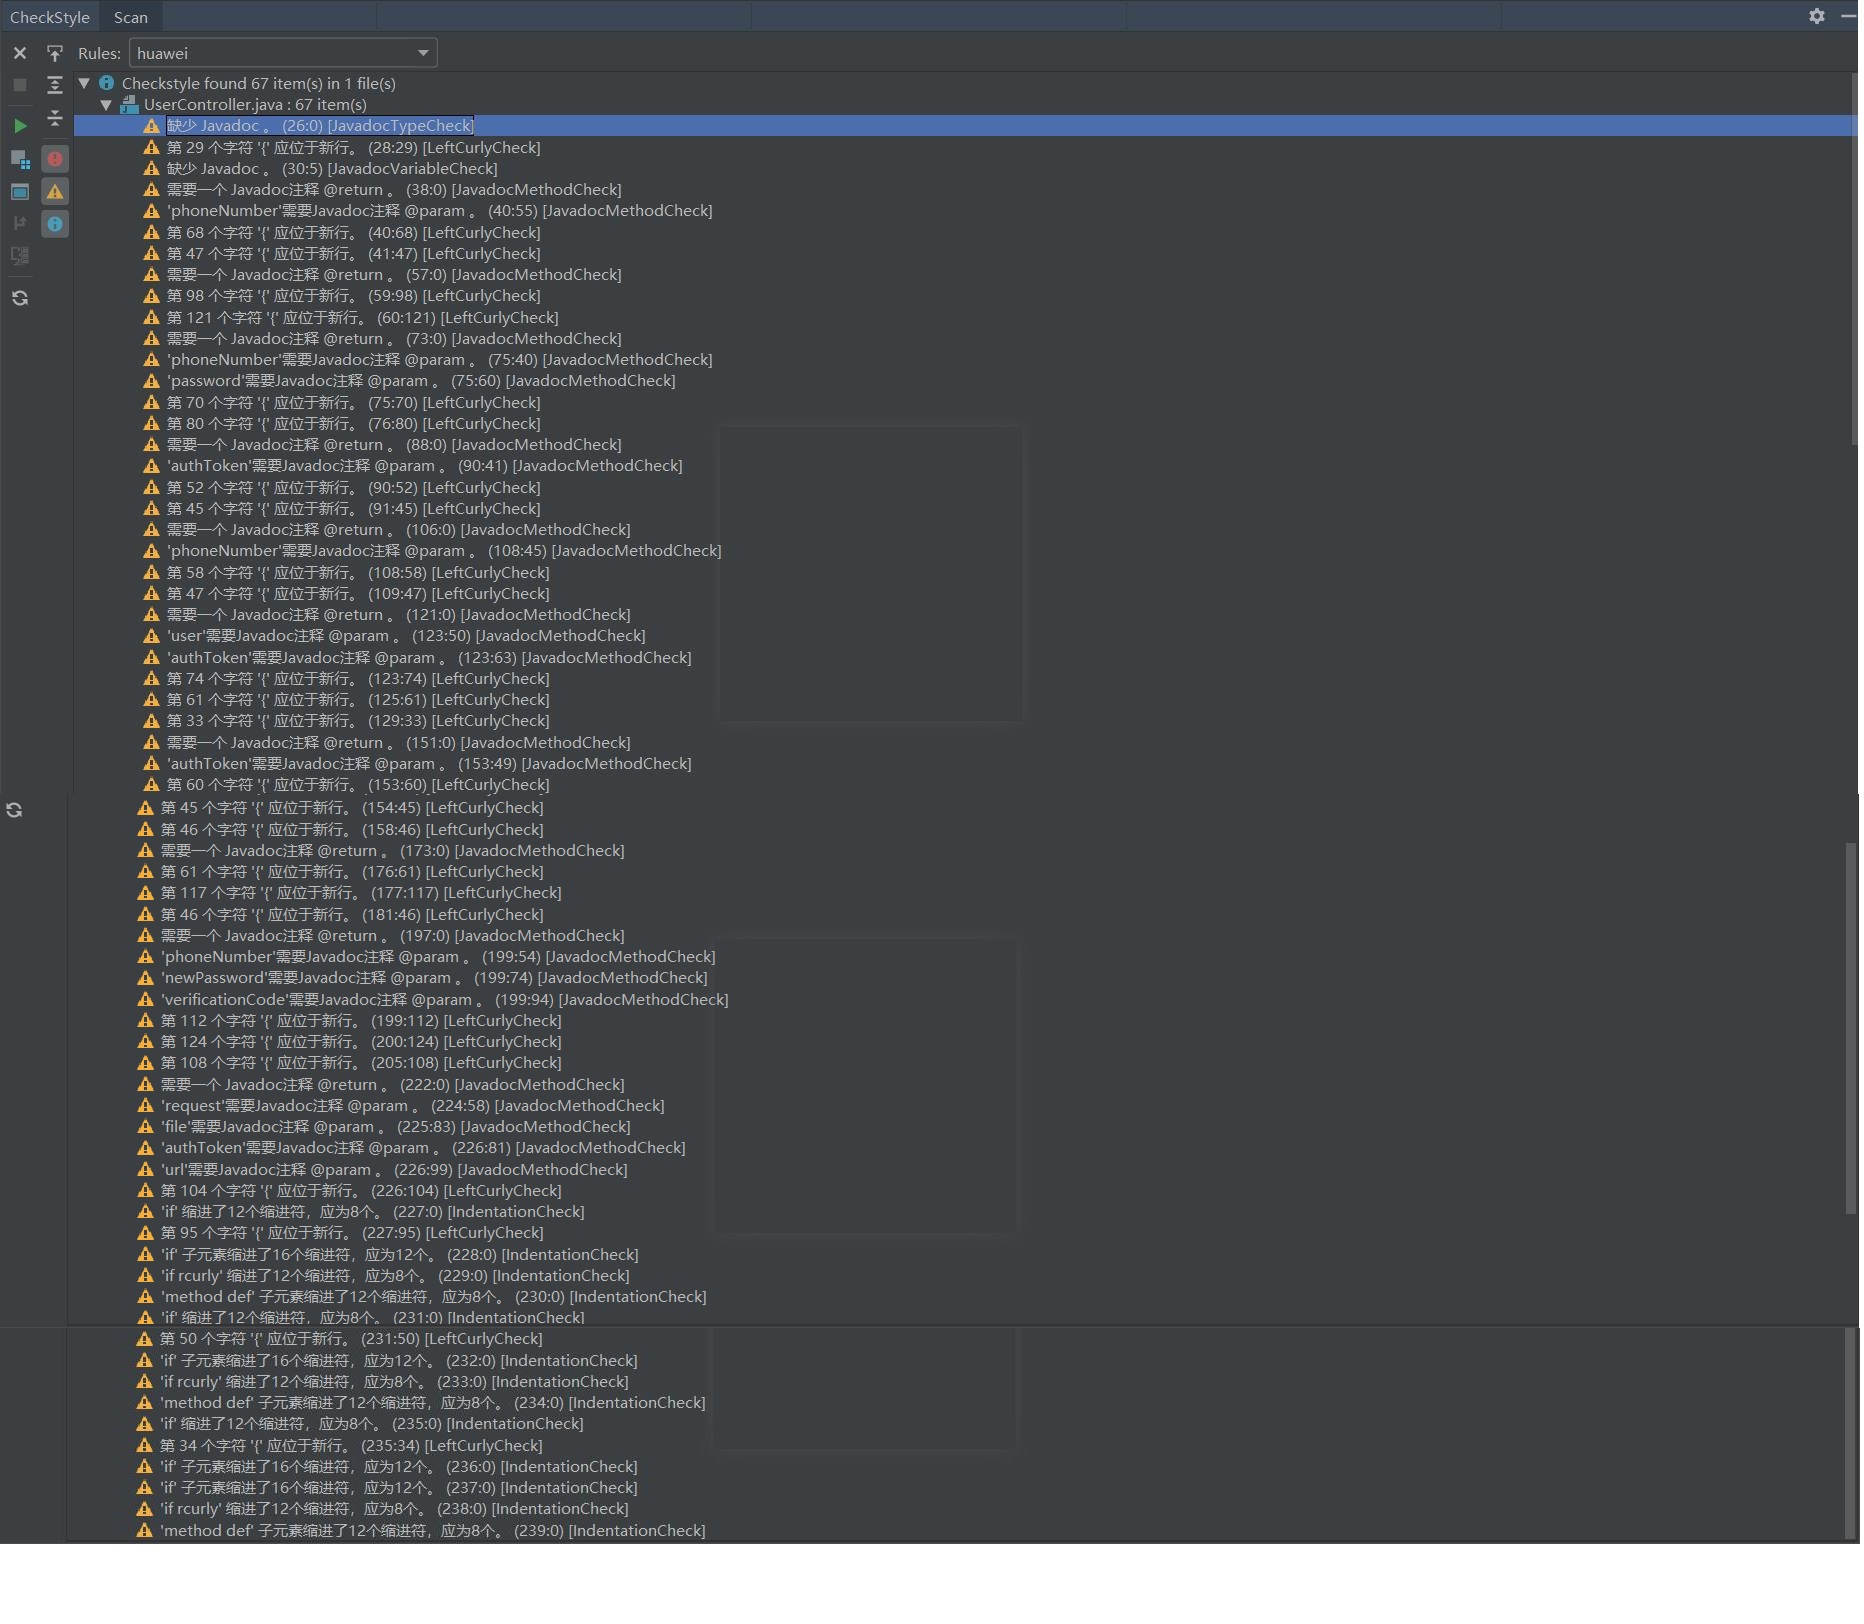 CheckStyle Scan
Rules: huawei
Checkstyle found 67 item(s) in 1 file(s)
UserController.java : 67 item(s)
缺少 Javadoc 。 (26:0) [JavadocTypeCheck]
第 29 个字符 '{' 应位于新行。 (28:29) [LeftCurlyCheck]
缺少 Javadoc 。 (30:5) [JavadocVariableCheck]
需要一个 Javadoc注释 @return 。 (38:0) [JavadocMethodCheck]
'phoneNumber'需要Javadoc注释 @param 。 (40:55) [JavadocMethodCheck]
第 68 个字符 '{' 应位于新行。 (40:68) [LeftCurlyCheck]
第 47 个字符 '{' 应位于新行。 (41:47) [LeftCurlyCheck]
需要一个 Javadoc注释 @return 。 (57:0) [JavadocMethodCheck]
第 98 个字符 '{' 应位于新行。 (59:98) [LeftCurlyCheck]
第 121 个字符 '{' 应位于新行。 (60:121) [LeftCurlyCheck]
需要一个 Javadoc注释 @return 。 (73:0) [JavadocMethodCheck]
'phoneNumber'需要Javadoc注释 @param 。 (75:40) [JavadocMethodCheck]
'password'需要Javadoc注释 @param 。 (75:60) [JavadocMethodCheck]
第 70 个字符 '{' 应位于新行。 (75:70) [LeftCurlyCheck]
第 80 个字符 '{' 应位于新行。 (76:80) [LeftCurlyCheck]
需要一个 Javadoc注释 @return 。 (88:0) [JavadocMethodCheck]
'authToken'需要Javadoc注释 @param 。 (90:41) [JavadocMethodCheck]
第 52 个字符 '{' 应位于新行。 (90:52) [LeftCurlyCheck]
第 45 个字符 '{' 应位于新行。 (91:45) [LeftCurlyCheck]
需要一个 Javadoc注释 @return 。 (106:0) [JavadocMethodCheck]
'phoneNumber'需要Javadoc注释 @param 。 (108:45) [JavadocMethodCheck]
第 58 个字符 '{' 应位于新行。 (108:58) [LeftCurlyCheck]
第 47 个字符 '{' 应位于新行。 (109:47) [LeftCurlyCheck]
需要一个 Javadoc注释 @return 。 (121:0) [JavadocMethodCheck]
'user'需要Javadoc注释 @param 。 (123:50) [JavadocMethodCheck]
'authToken'需要Javadoc注释 @param 。 (123:63) [JavadocMethodCheck]
第 74 个字符 '{' 应位于新行。 (123:74) [LeftCurlyCheck]
第 61 个字符 '{' 应位于新行。 (125:61) [LeftCurlyCheck]
第 33 个字符 '{' 应位于新行。 (129:33) [LeftCurlyCheck]
需要一个 Javadoc注释 @return 。 (151:0) [JavadocMethodCheck]
'authToken'需要Javadoc注释 @param 。 (153:49) [JavadocMethodCheck]
第 60 个字符 '{' 应位于新行。 (153:60) [LeftCurlyCheck]
第 45 个字符 '{' 应位于新行。 (154:45) [LeftCurlyCheck]
第 46 个字符 '{' 应位于新行。 (158:46) [LeftCurlyCheck]
需要一个 Javadoc注释 @return 。 (173:0) [JavadocMethodCheck]
第 61 个字符 '{' 应位于新行。 (176:61) [LeftCurlyCheck]
第 117 个字符 '{' 应位于新行。 (177:117) [LeftCurlyCheck]
第 46 个字符 '{' 应位于新行。 (181:46) [LeftCurlyCheck]
需要一个 Javadoc注释 @return 。 (197:0) [JavadocMethodCheck]
'phoneNumber'需要Javadoc注释 @param 。 (199:54) [JavadocMethodCheck]
'newPassword'需要Javadoc注释 @param 。 (199:74) [JavadocMethodCheck]
'verificationCode'需要Javadoc注释 @param 。 (199:94) [JavadocMethodCheck]
第 112 个字符 '{' 应位于新行。 (199:112) [LeftCurlyCheck]
第 124 个字符 '{' 应位于新行。 (200:124) [LeftCurlyCheck]
第 108 个字符 '{' 应位于新行。 (205:108) [LeftCurlyCheck]
需要一个 Javadoc注释 @return 。 (222:0) [JavadocMethodCheck]
'request'需要Javadoc注释 @param 。 (224:58) [JavadocMethodCheck]
'file'需要Javadoc注释 @param 。 (225:83) [JavadocMethodCheck]
'authToken'需要Javadoc注释 @param 。 (226:81) [JavadocMethodCheck]
'url'需要Javadoc注释 @param 。 (226:99) [JavadocMethodCheck]
第 104 个字符 '{' 应位于新行。 (226:104) [LeftCurlyCheck]
'if' 缩进了12个缩进符，应为8个。 (227:0) [IndentationCheck]
第 95 个字符 '{' 应位于新行。 (227:95) [LeftCurlyCheck]
'if' 子元素缩进了16个缩进符，应为12个。 (228:0) [IndentationCheck]
'if rcurly' 缩进了12个缩进符，应为8个。 (229:0) [IndentationCheck]
'method def' 子元素缩进了12个缩进符，应为8个。 (230:0) [IndentationCheck]
'if' 缩进了12个缩进符，应为8个。 (231:0) [IndentationCheck]
第 50 个字符 '{' 应位于新行。 (231:50) [LeftCurlyCheck]
'if' 子元素缩进了16个缩进符，应为12个。 (232:0) [IndentationCheck]
'if rcurly' 缩进了12个缩进符，应为8个。 (233:0) [IndentationCheck]
'method def' 子元素缩进了12个缩进符，应为8个。 (234:0) [IndentationCheck]
'if' 缩进了12个缩进符，应为8个。 (235:0) [IndentationCheck]
第 34 个字符 '{' 应位于新行。 (235:34) [LeftCurlyCheck]
'if' 子元素缩进了16个缩进符，应为12个。 (236:0) [IndentationCheck]
'if' 子元素缩进了16个缩进符，应为12个。 (237:0) [IndentationCheck]
'if rcurly' 缩进了12个缩进符，应为8个。 (238:0) [IndentationCheck]
'method def' 子元素缩进了12个缩进符，应为8个。 (239:0) [IndentationCheck]